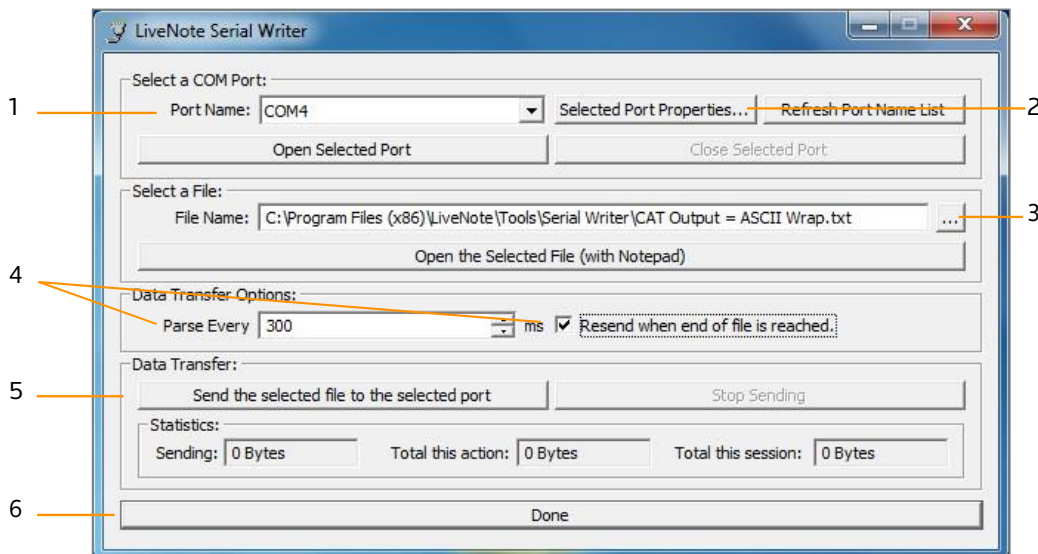 LiveNote Serial Writer
Select a COM Port:
1 Port Name: COM4 Selected Port Properties... Refresh Port Name List 2
Open Selected Port Close Selected Port
Select a File:
File Name: C:\Program Files (x86)\LiveNote\Tools\Serial Writer\CAT Output = ASCII Wrap.txt ... 3
Open the Selected File (with Notepad)
4
Data Transfer Options:
Parse Every 300 ms Resend when end of file is reached.
Data Transfer:
5 Send the selected file to the selected port Stop Sending
Statistics:
Sending: 0 Bytes Total this action: 0 Bytes Total this session: 0 Bytes
6 Done